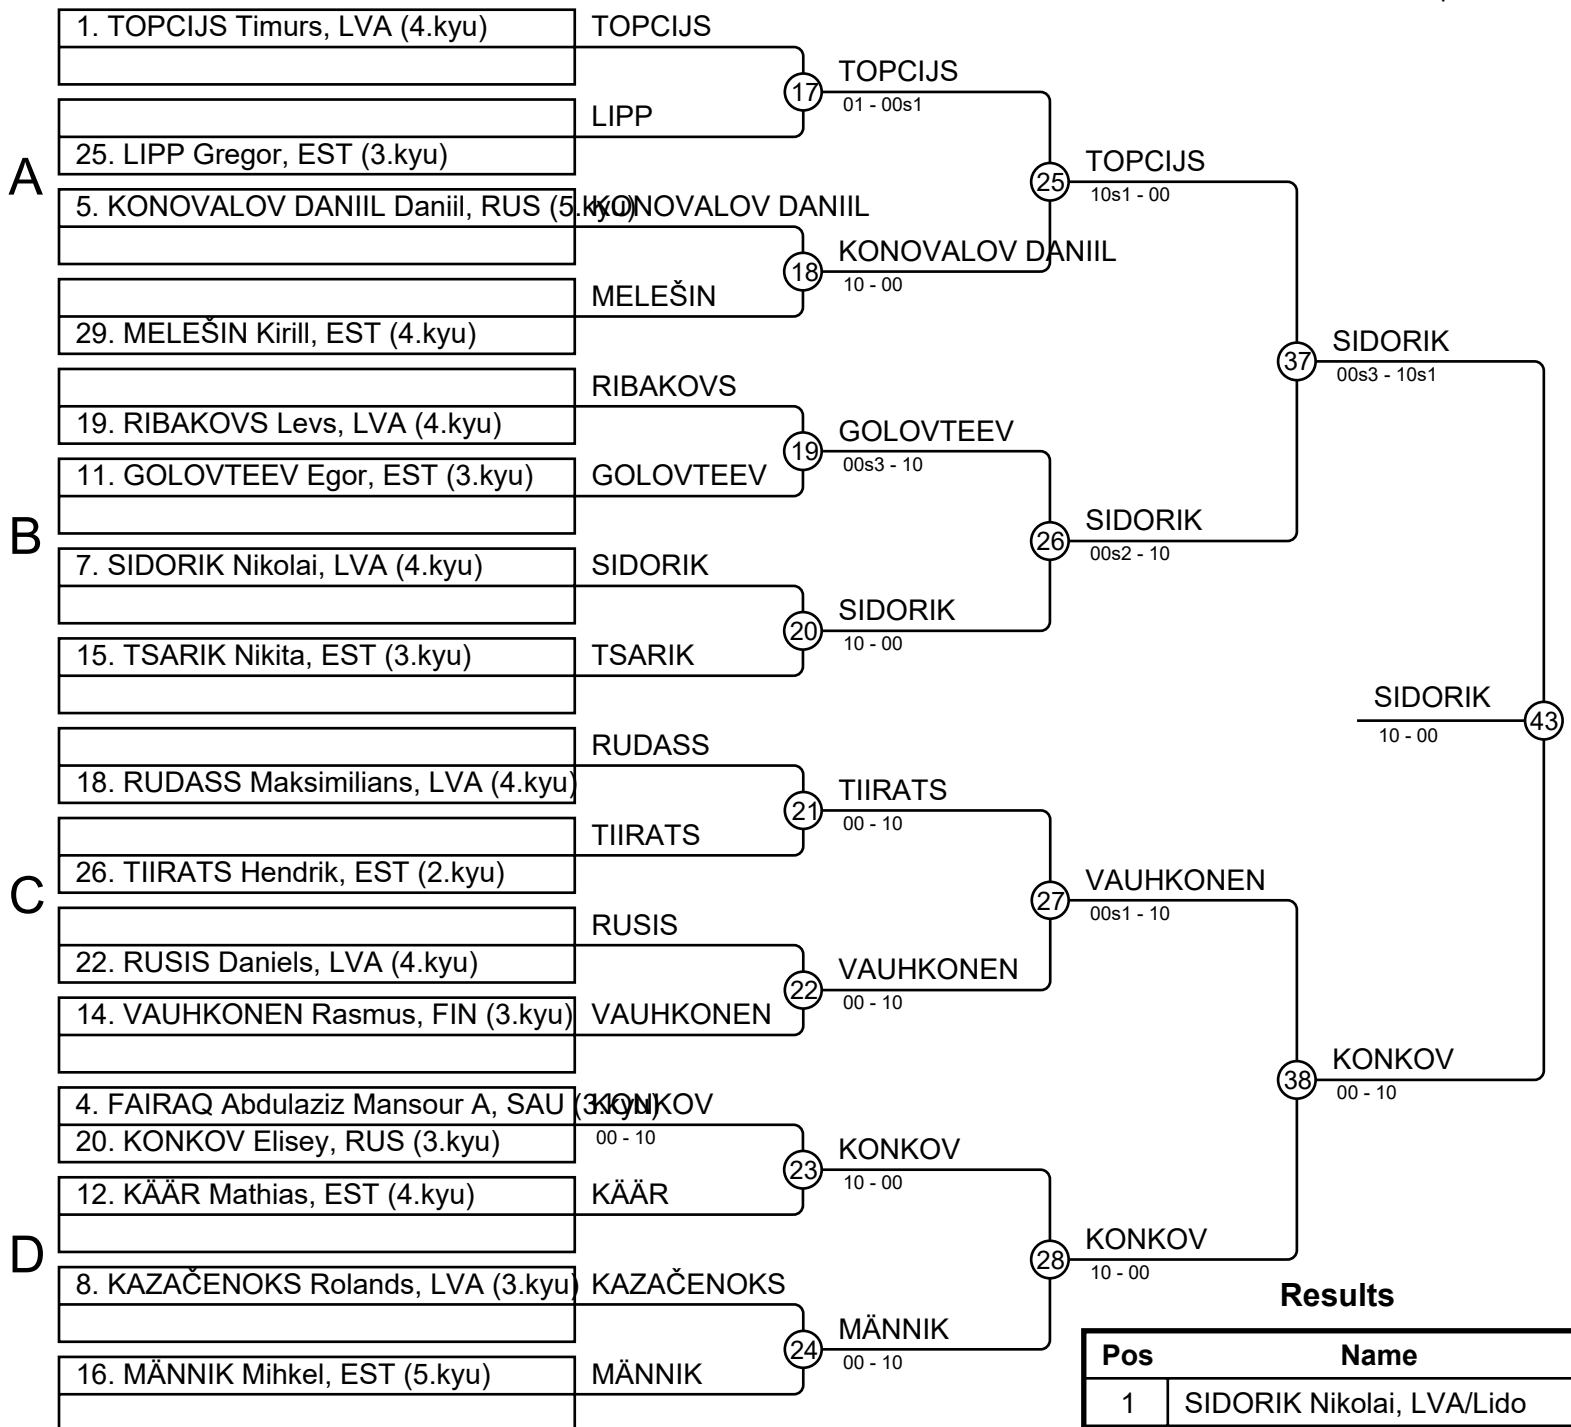 1. TOPCIJS Timurs, LVA (4.kyu)
25. LIPP Gregor, EST (3.kyu)
A
5. KONOVALOV DANIIL Daniil, RUS (5.kyu)
29. MELEŠIN Kirill, EST (4.kyu)
19. RIBAKOVS Levs, LVA (4.kyu)
11. GOLOVTEEV Egor, EST (3.kyu)
B
7. SIDORIK Nikolai, LVA (4.kyu)
15. TSARIK Nikita, EST (3.kyu)
18. RUDASS Maksimilians, LVA (4.kyu)
26. TIIRATS Hendrik, EST (2.kyu)
C
22. RUSIS Daniels, LVA (4.kyu)
14. VAUHKONEN Rasmus, FIN (3.kyu)
4. FAIRAQ Abdulaziz Mansour A, SAU (3.kyu)
20. KONKOV Elisey, RUS (3.kyu)
12. KÄÄR Mathias, EST (4.kyu)
D
8. KAZAČENOKS Rolands, LVA (3.kyu)
16. MÄNNIK Mihkel, EST (5.kyu)
TOPCIJS
LIPP
KONOVALOV DANIIL
MELEŠIN
RIBAKOVS
GOLOVTEEV
SIDORIK
TSARIK
RUDASS
TIIRATS
RUSIS
VAUHKONEN
KONKOV
00 - 10
KÄÄR
KAZAČENOKS
MÄNNIK
17
TOPCIJS
01 - 00s1
18
KONOVALOV DANIIL
10 - 00
19
GOLOVTEEV
00s3 - 10
20
SIDORIK
10 - 00
21
TIIRATS
00 - 10
22
VAUHKONEN
00 - 10
23
KONKOV
10 - 00
24
MÄNNIK
00 - 10
25
TOPCIJS
10s1 - 00
26
SIDORIK
00s2 - 10
27
VAUHKONEN
00s1 - 10
28
KONKOV
10 - 00
37
SIDORIK
00s3 - 10s1
38
KONKOV
00 - 10
SIDORIK
43
10 - 00
Results
Pos Name
1 SIDORIK Nikolai, LVA/Lido